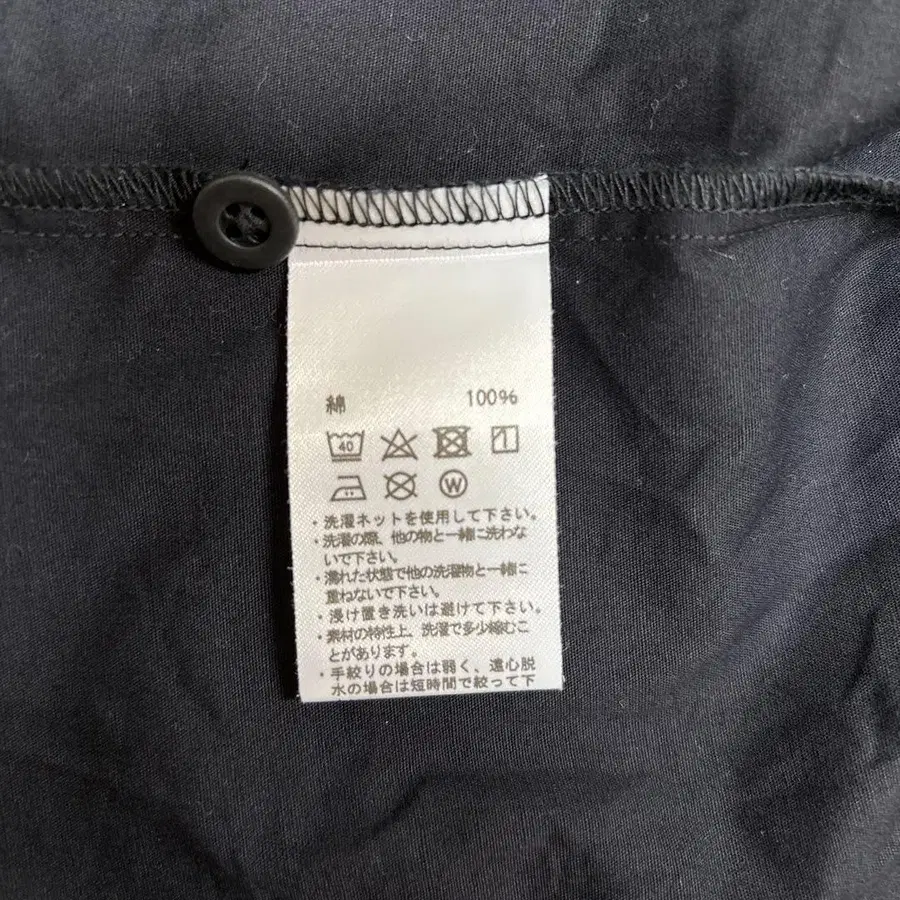 綿 100%
40
W
・洗濯ネットを使用して下さい。
・洗濯の際、他の物と一緒に洗わな
いで下さい。
・濡れた状態で他の洗濯物と一緒に
重ねないで下さい。
・浸け置き洗いは避けて下さい。
・素材の特性上、洗濯で多少縮むこ
とがあります。
・手絞りの場合は弱く、遠心脱
水の場合は短時間で絞って下